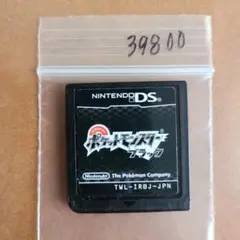 39800
NINTENDO DS
ポケットモンスター
ブラック
Nintendo The Pokémon Company
TWL-IRBJ-JPN